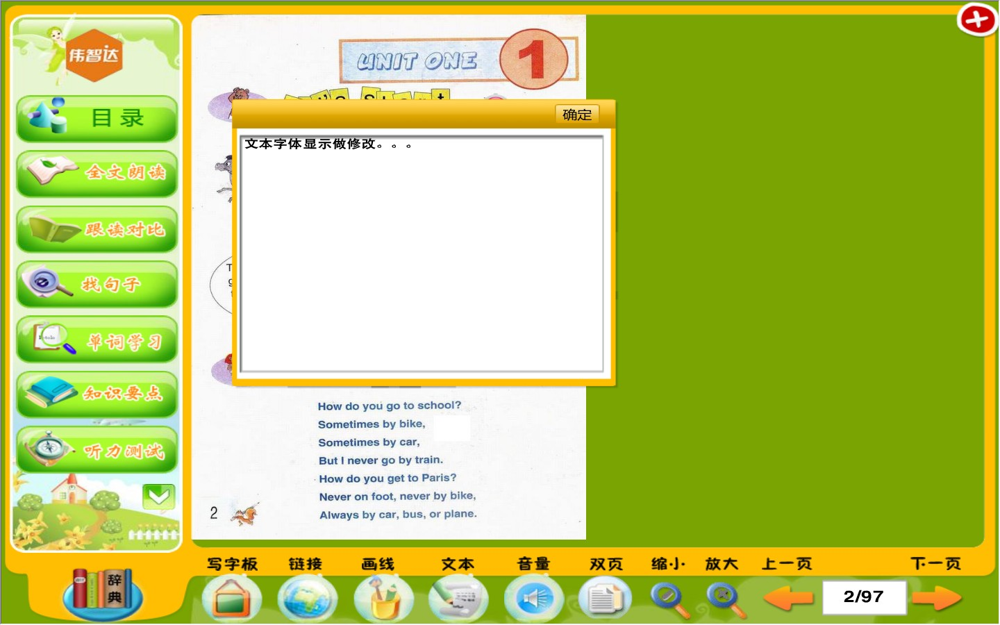 伟智达
目录
全文朗读
跟读对比
找句子
单词学习
知识要点
听力测试
UNIT ONE 1
确定
文本字体显示做修改。。。
How do you go to school?
Sometimes by bike,
Sometimes by car,
But I never go by train.
How do you get to Paris?
Never on foot, never by bike,
Always by car, bus, or plane.
2
辞典
写字板 链接 画线 文本 音量 双页 缩小 放大 上一页 下一页
2/97